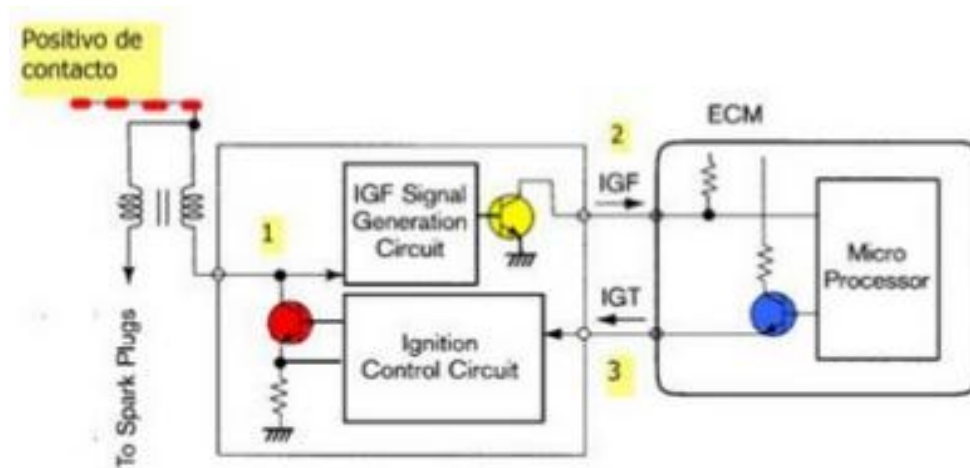 Positivo de
contacto
ECM
2
IGF
IGF Signal
Generation
Circuit
1
Micro
Processor
IGT
Ignition
Control Circuit
3
To Spark Plugs